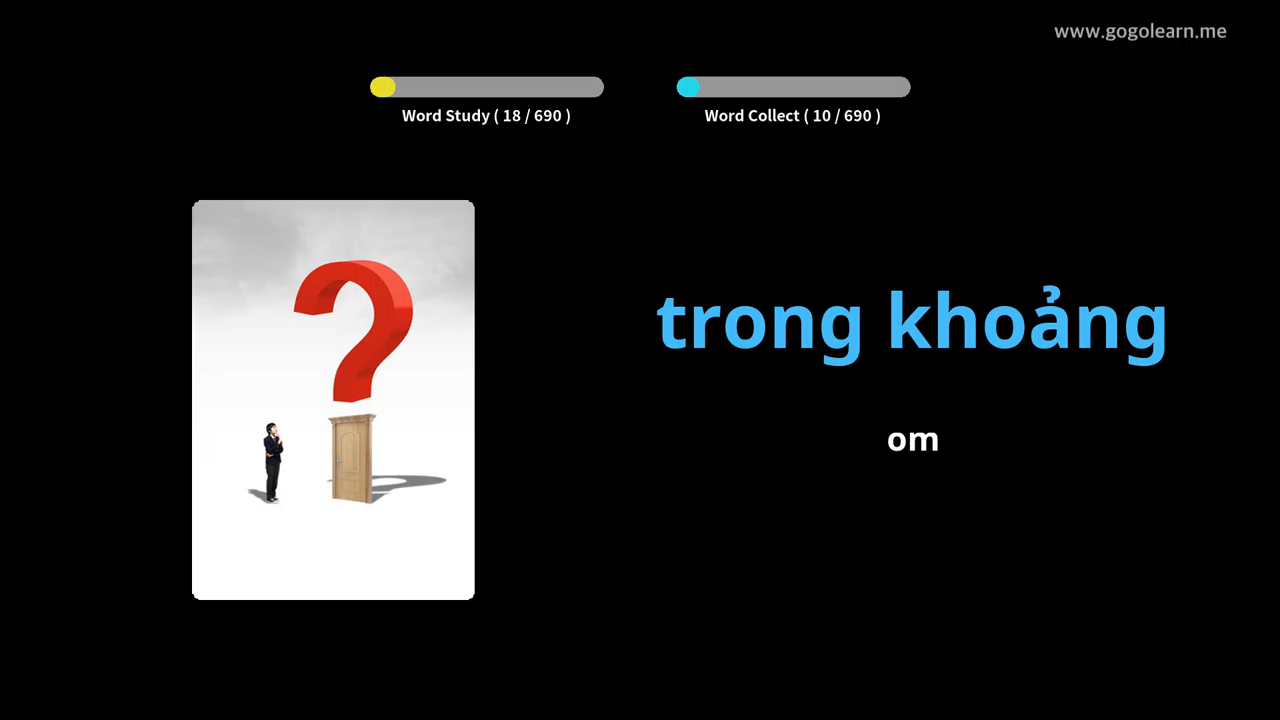 www.gogolearn.me
Word Study ( 18 / 690 )
Word Collect ( 10 / 690 )
trong khoảng
om